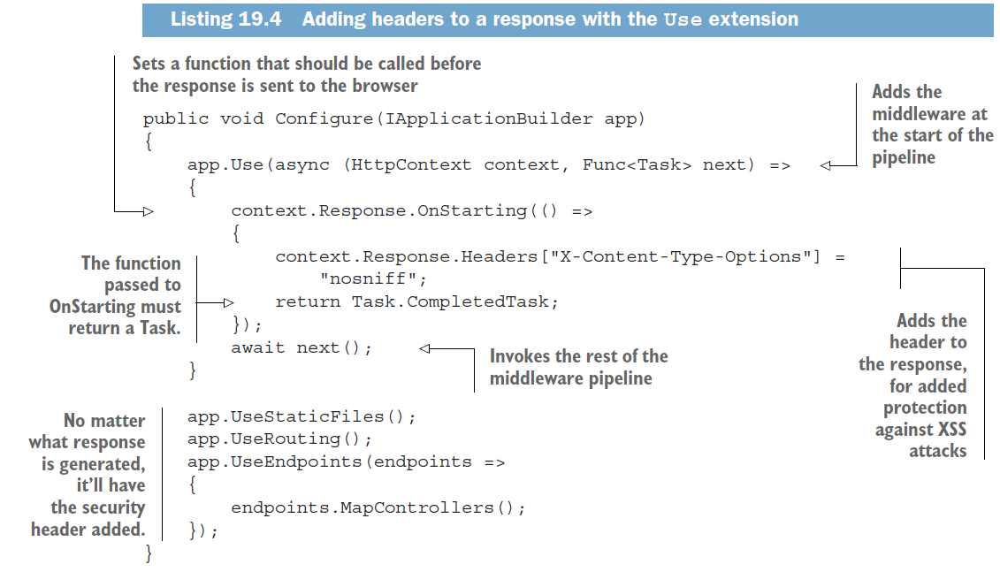 Listing 19.4 Adding headers to a response with the Use extension
Sets a function that should be called before
the response is sent to the browser
Adds the
middleware at
the start of the
pipeline
public void Configure(IApplicationBuilder app)
{
app.Use(async (HttpContext context, Func<Task> next) =>
{
context.Response.OnStarting(() =>
{
context.Response.Headers["X-Content-Type-Options"] =
"nosniff";
return Task.CompletedTask;
});
await next();
}
The function
passed to
OnStarting must
return a Task.
Invokes the rest of the
middleware pipeline
Adds the
header to
the response,
for added
protection
against XSS
attacks
No matter
what response
is generated,
it'll have
the security
header added.
app.UseStaticFiles();
app.UseRouting();
app.UseEndpoints(endpoints =>
{
endpoints.MapControllers();
});
}